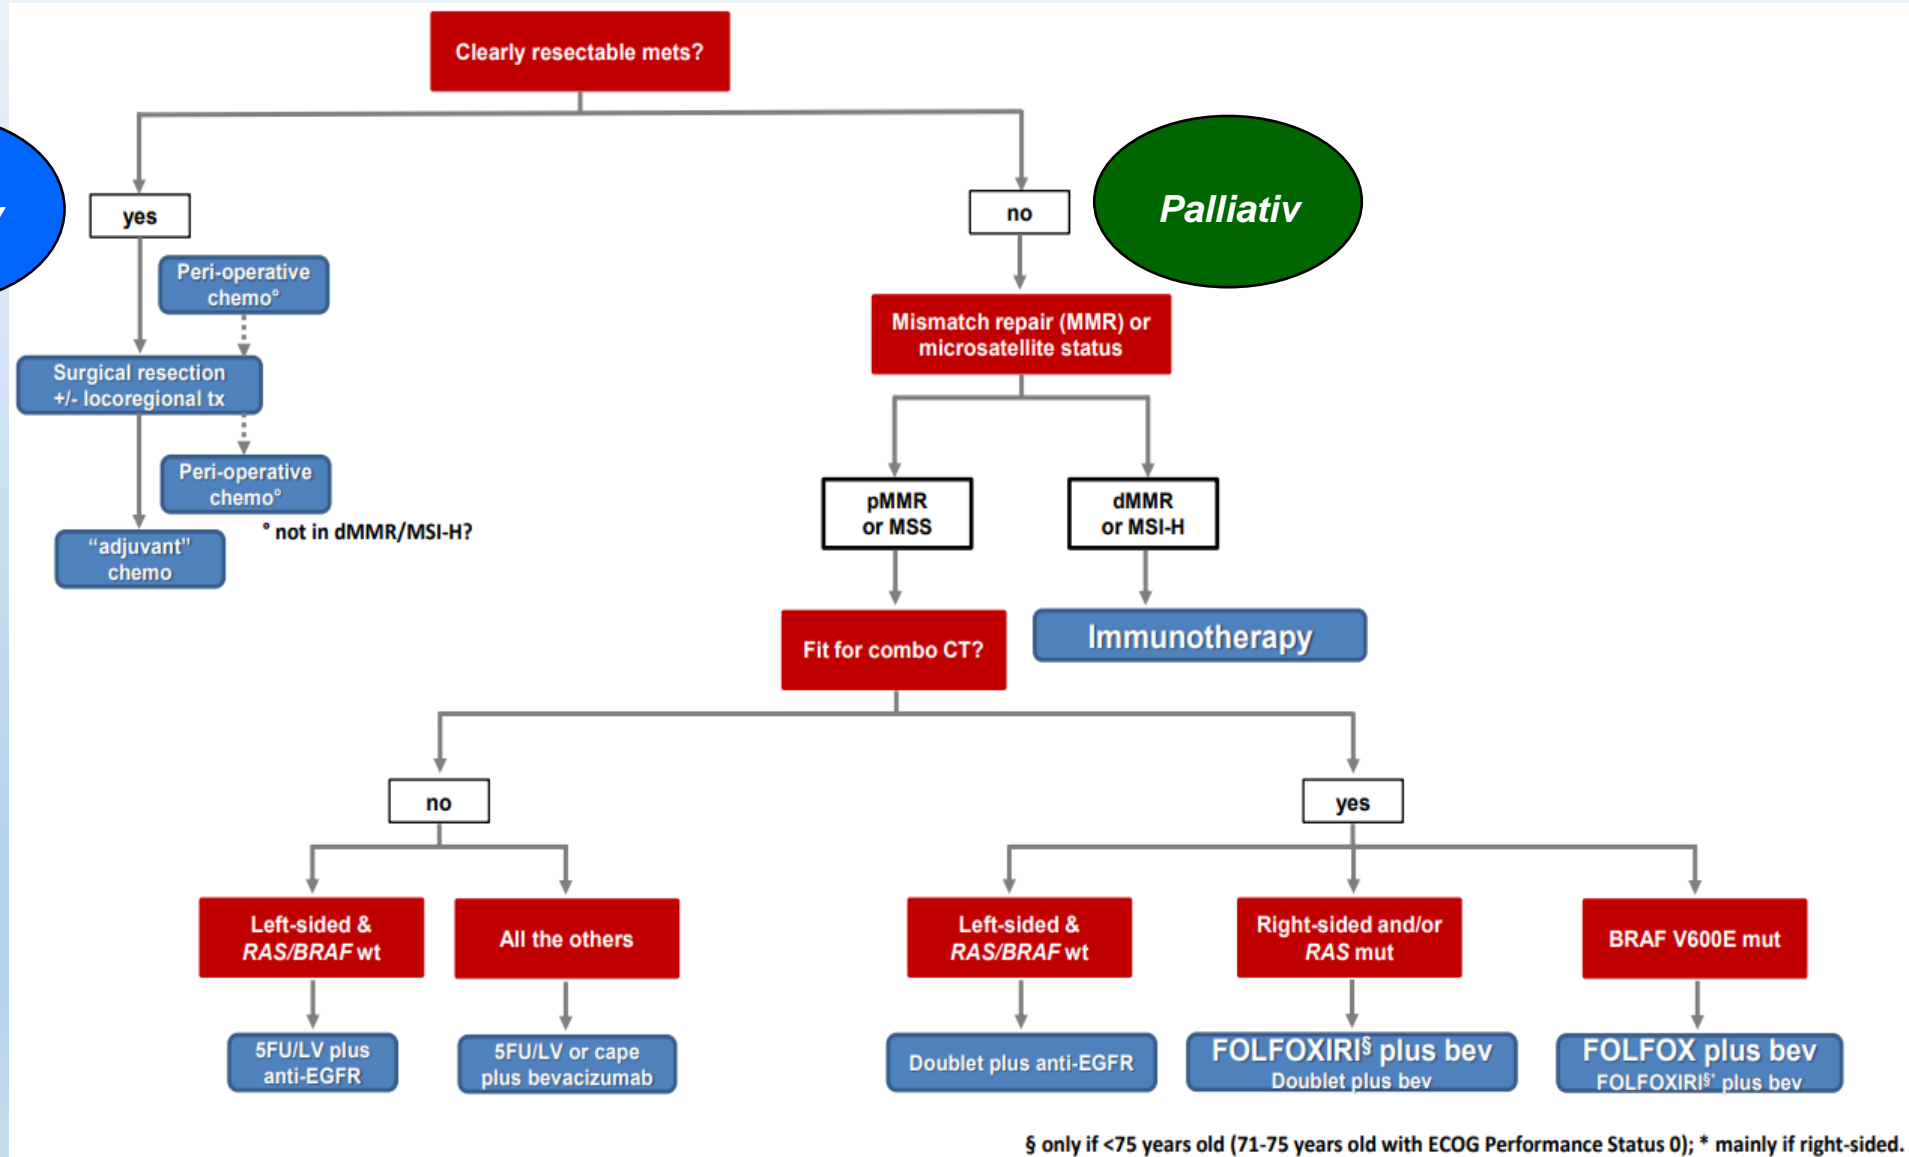 Clearly resectable mets?
yes
no
Palliativ
Peri-operative
chemo°
Surgical resection
+/- locoregional tx
Peri-operative
chemo°
° not in dMMR/MSI-H?
“adjuvant”
chemo
Mismatch repair (MMR) or
microsatellite status
pMMR
or MSS
dMMR
or MSI-H
Fit for combo CT?
Immunotherapy
no
yes
Left-sided &
RAS/BRAF wt
All the others
Left-sided &
RAS/BRAF wt
Right-sided and/or
RAS mut
BRAF V600E mut
5FU/LV plus
anti-EGFR
5FU/LV or cape
plus bevacizumab
Doublet plus anti-EGFR
FOLFOXIRI§ plus bev
Doublet plus bev
FOLFOX plus bev
FOLFOXIRI§* plus bev
§ only if <75 years old (71-75 years old with ECOG Performance Status 0); * mainly if right-sided.